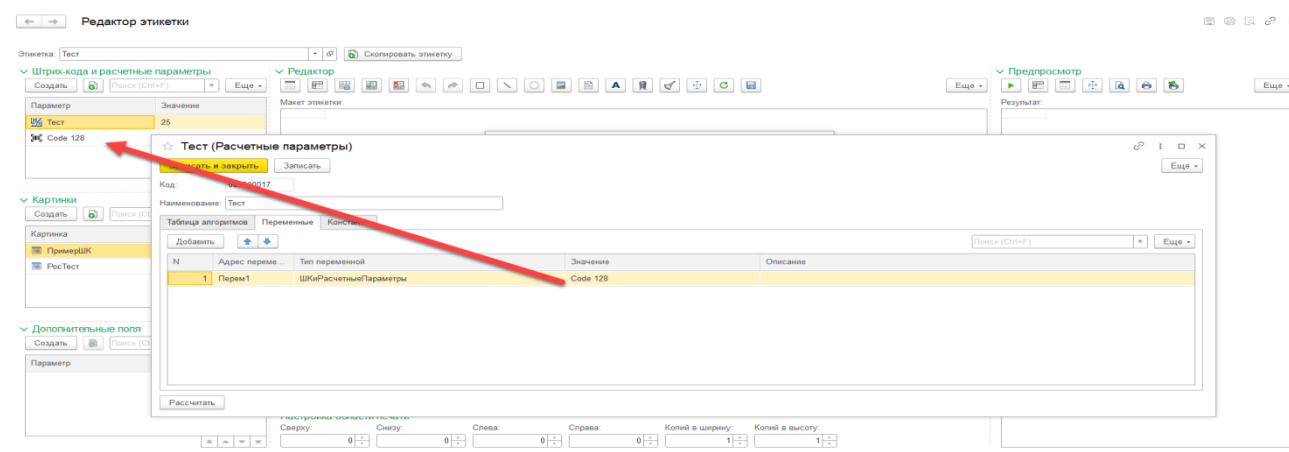 Редактор этикетки
Этикетка: Тест
Скопировать этикетку
Штрих-кода и расчетные параметры
Редактор
Предпросмотр
Создать Поиск (Ctrl+F) × Еще
Еще
Еще
Параметр Значение
Тест 25
Code 128
Макет этикетки:
Результат:
Тест (Расчетные параметры)
закрыть Записать
Еще
Код:
Наименование: Тест
Таблица алгоритмов Переменные
Добавить
Поиск (Ctrl+F) × Еще
N Адрес переме... Тип переменной Значение Описание
1 Перем1 ШКиРасчетныеПараметры Code 128
Рассчитать
Картинки
Создать
Картинка
ПримерШК
РосТест
Дополнительные поля
Создать
Параметр
Сверху: Снизу: Слева: Справа: Копий в ширину: Копий в высоту:
0 0 0 0 1 1